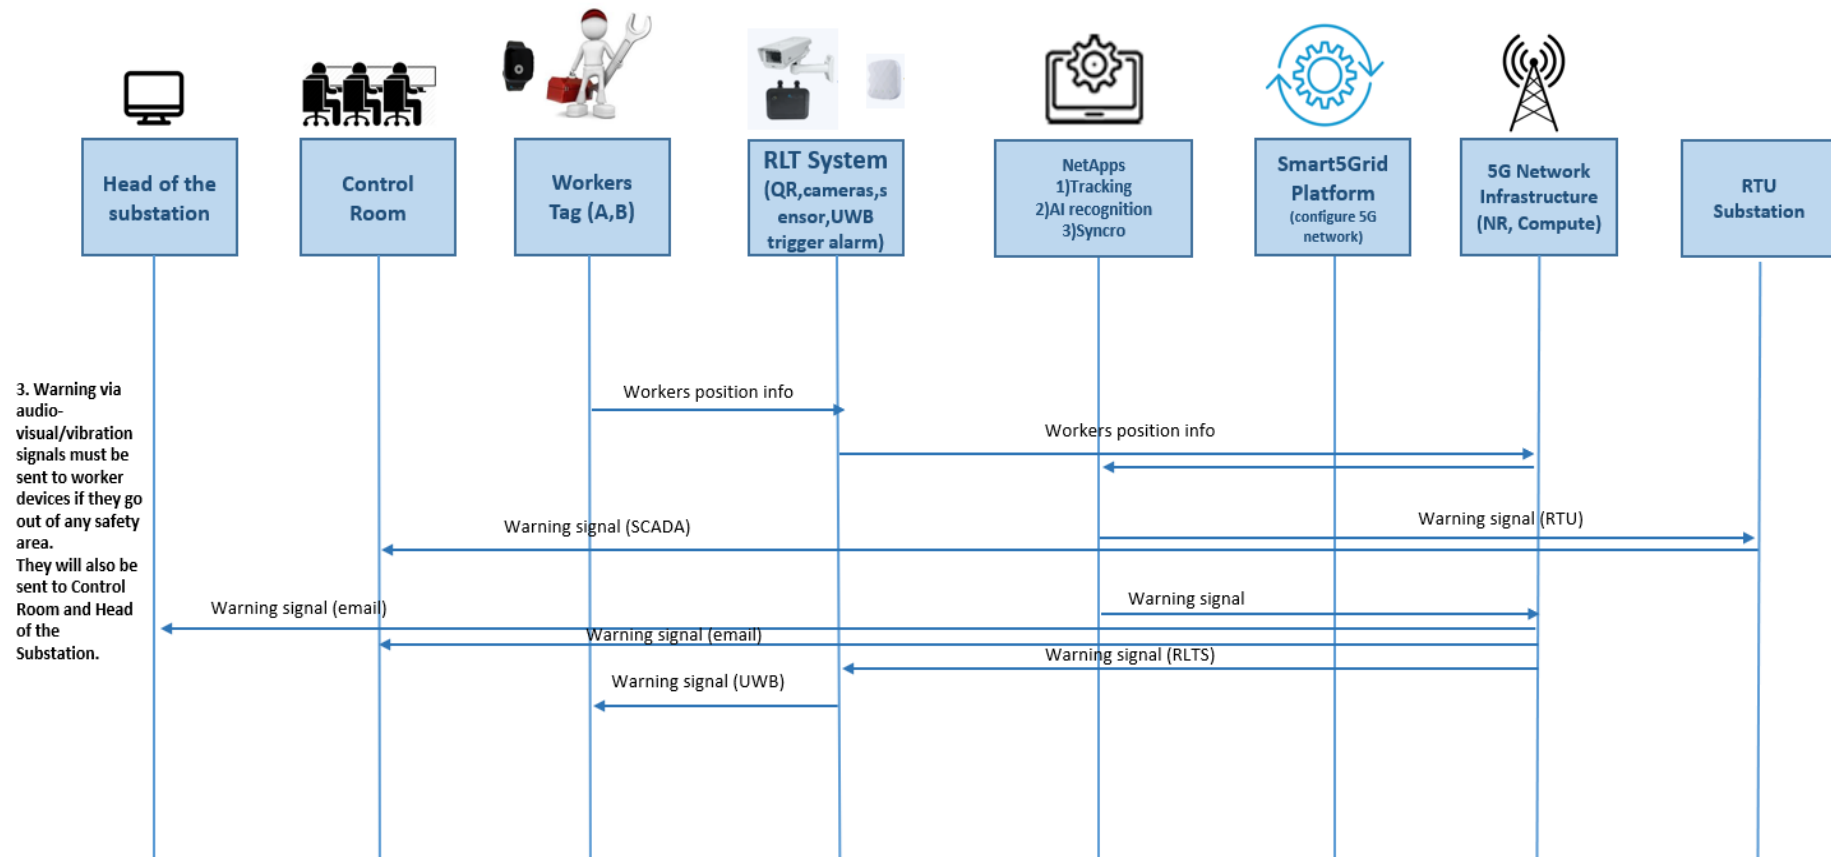 Head of the
substation
Control
Room
Workers
Tag (A,B)
RLT System
(QR,cameras,s
ensor,UWB
trigger alarm)
NetApps
1)Tracking
2)AI recognition
3)Syncro
Smart5Grid
Platform
(configure 5G
network)
5G Network
Infrastructure
(NR, Compute)
RTU
Substation
3. Warning via
audio-
visual/vibration
signals must be
sent to worker
devices if they go
out of any safety
area.
They will also be
sent to Control
Room and Head
of the
Substation.
Workers position info
Workers position info
Warning signal (RTU)
Warning signal (SCADA)
Warning signal
Warning signal (email)
Warning signal (email)
Warning signal (RLTS)
Warning signal (UWB)